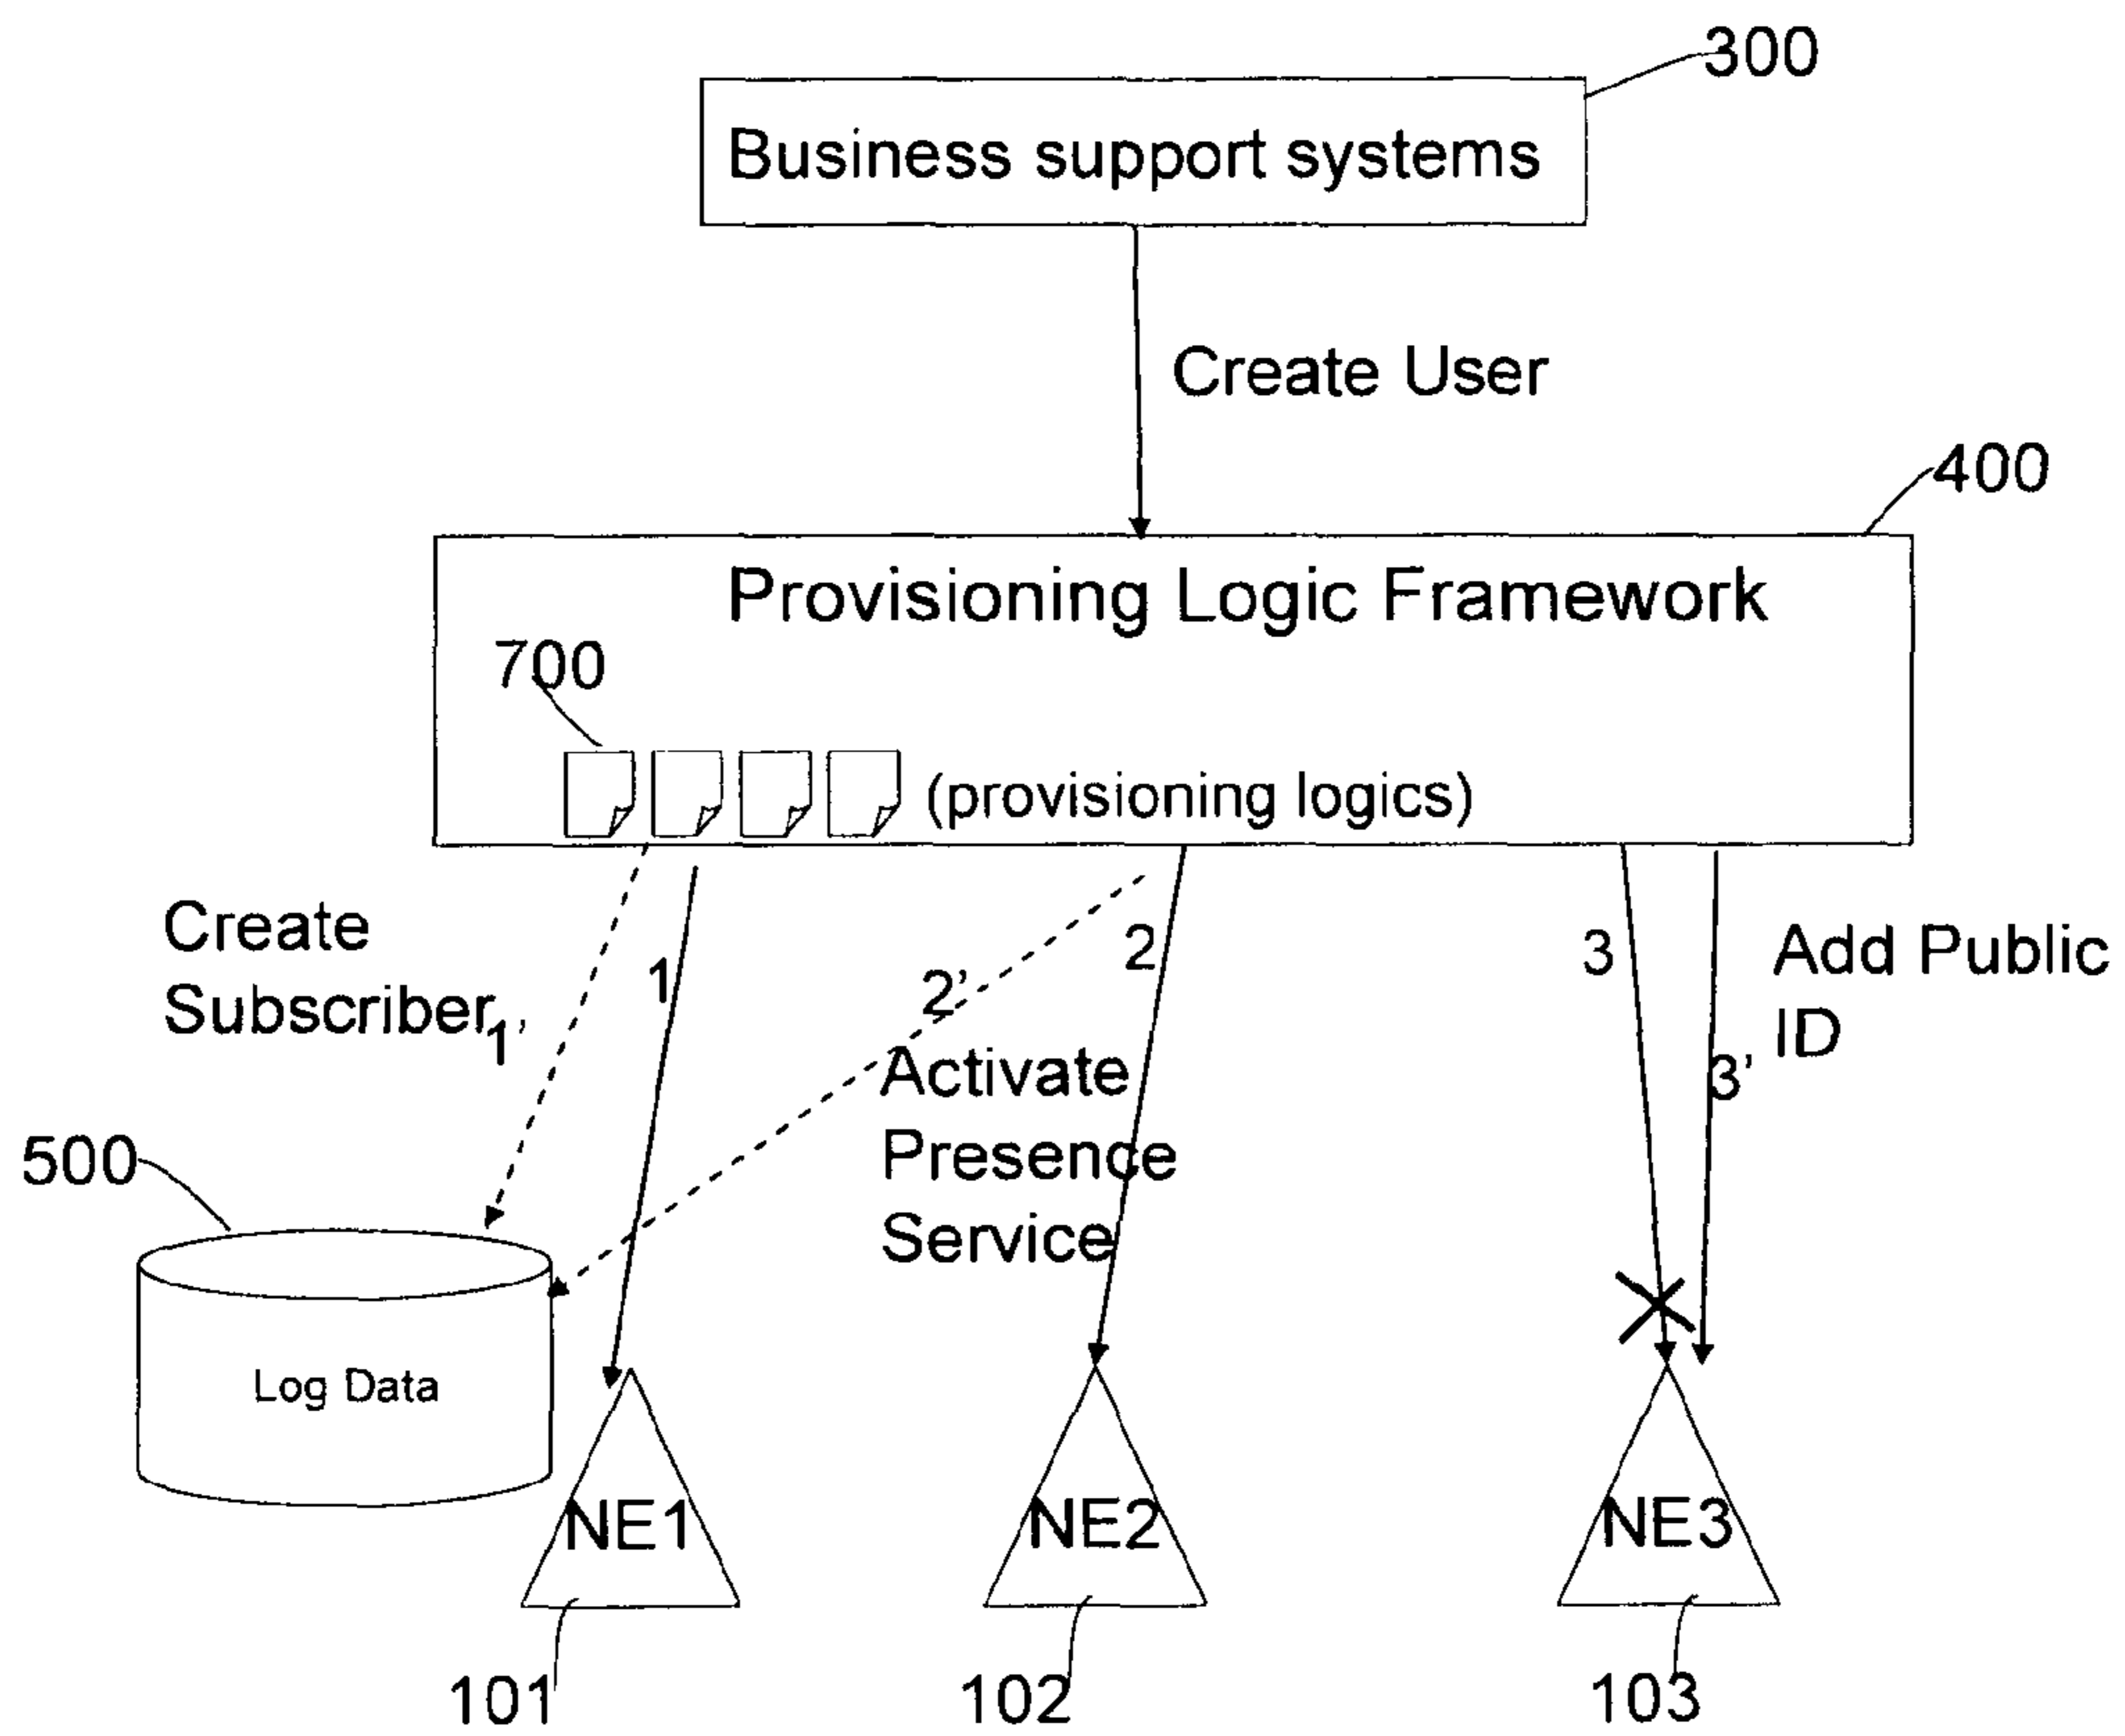 300
Business support systems
Create User
400
Provisioning Logic Framework
700
(provisioning logics)
Create
Subscriber
1'
1
2'
2
Activate
Presence
Service
3
3'
Add Public
ID
500
Log Data
NE1
NE2
NE3
101
102
103